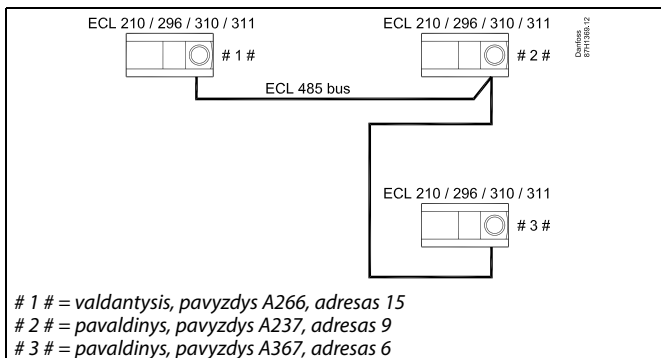 ECL 210 / 296 / 310 / 311
# 1 #
ECL 210 / 296 / 310 / 311
# 2 #
Danfoss
87H1369.12
ECL 485 bus
ECL 210 / 296 / 310 / 311
# 3 #
# 1 # = valdantysis, pavyzdys A266, adresas 15
# 2 # = pavaldinys, pavyzdys A237, adresas 9
# 3 # = pavaldinys, pavyzdys A367, adresas 6